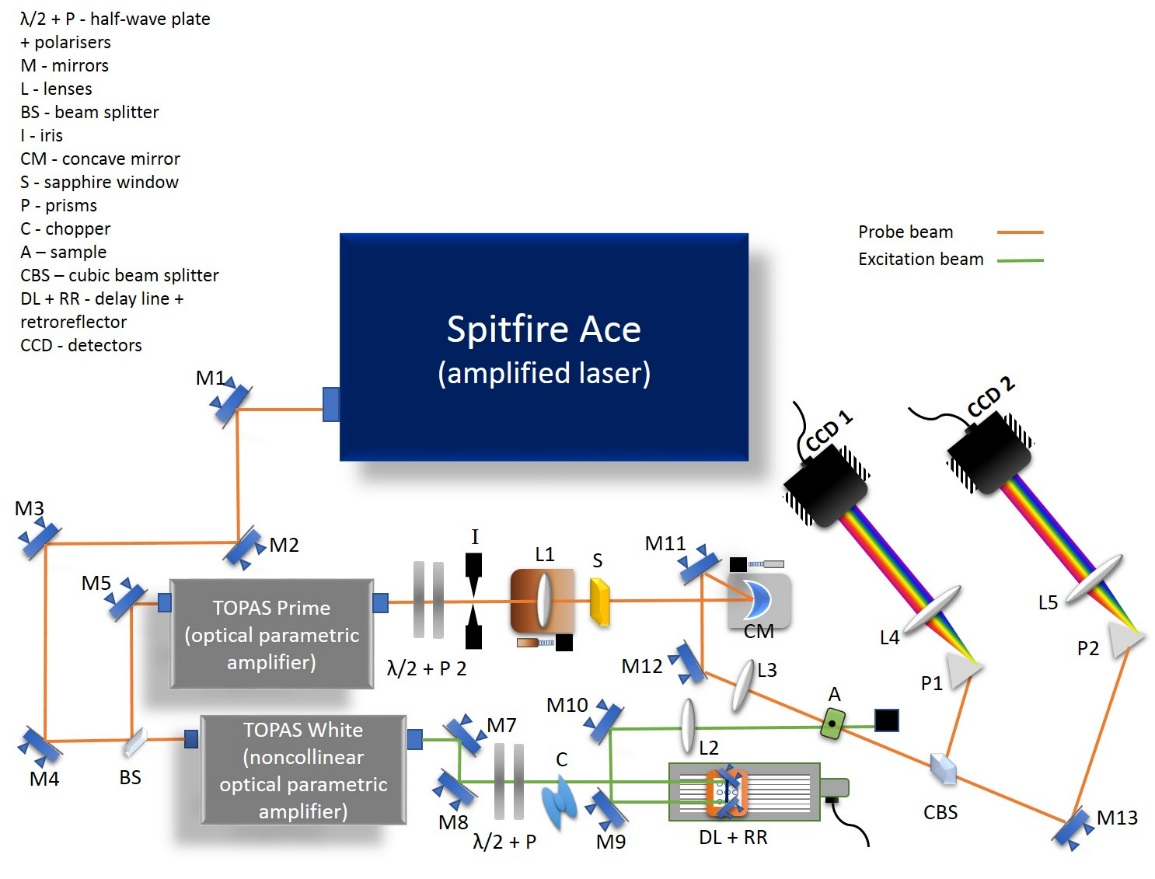 λ/2 + P - half-wave plate
+ polarisers
M - mirrors
L - lenses
BS - beam splitter
I - iris
CM - concave mirror
S - sapphire window
P - prisms
C - chopper
A – sample
CBS – cubic beam splitter
DL + RR - delay line +
retroreflector
CCD - detectors
Probe beam
Excitation beam
Spitfire Ace
(amplified laser)
M1
M3
M2
M5
TOPAS Prime
(optical parametric
amplifier)
λ/2 + P 2
I
L1
S
M11
CM
CCD 1
CCD 2
L5
L4
P2
P1
M12
L3
M4
BS
TOPAS White
(noncollinear
optical parametric
amplifier)
M7
M8
λ/2 + P
C
M10
M9
L2
A
DL + RR
CBS
M13